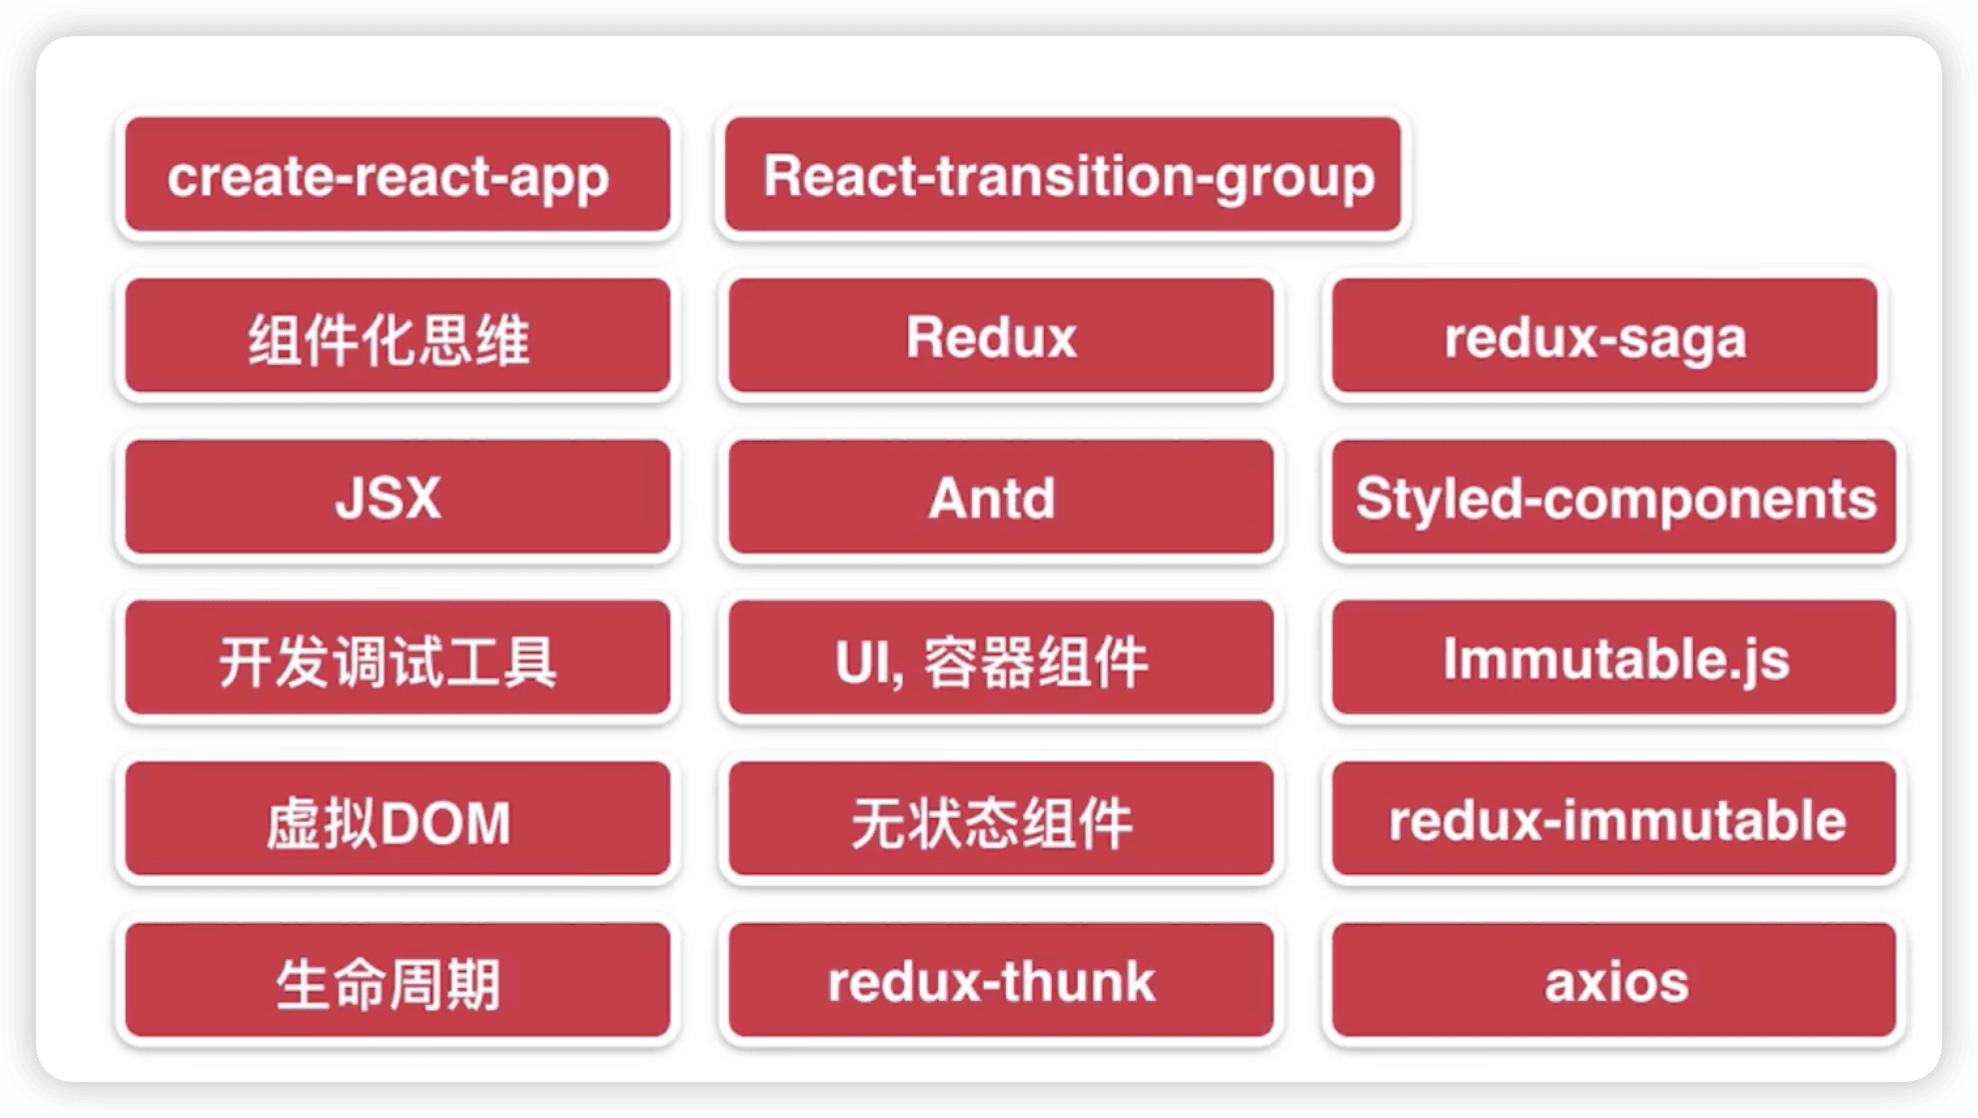 create-react-app
React-transition-group
组件化思维
Redux
redux-saga
JSX
Antd
Styled-components
开发调试工具
UI, 容器组件
Immutable.js
虚拟DOM
无状态组件
redux-immutable
生命周期
redux-thunk
axios